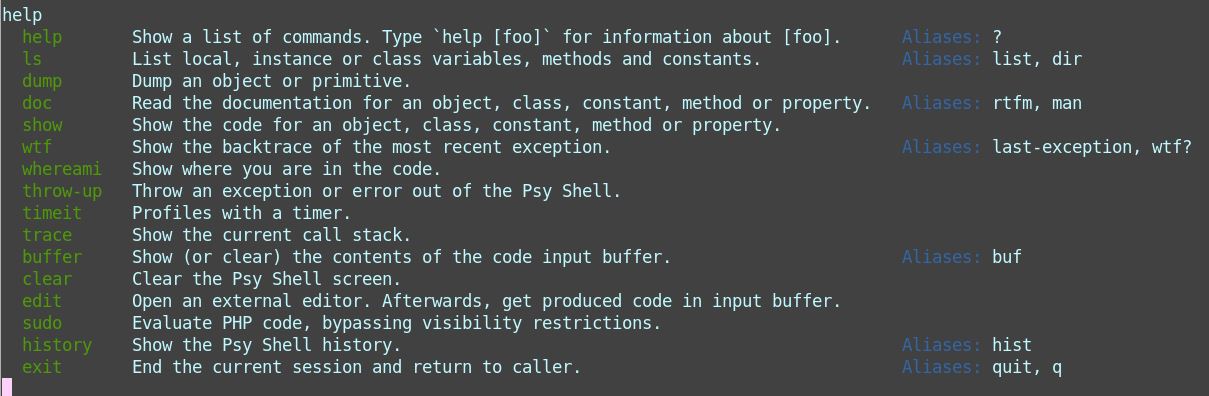 help
help Show a list of commands. Type `help [foo]` for information about [foo]. Aliases: ?
ls List local, instance or class variables, methods and constants. Aliases: list, dir
dump Dump an object or primitive.
doc Read the documentation for an object, class, constant, method or property. Aliases: rtfm, man
show Show the code for an object, class, constant, method or property.
wtf Show the backtrace of the most recent exception. Aliases: last-exception, wtf?
whereami Show where you are in the code.
throw-up Throw an exception or error out of the Psy Shell.
timeit Profiles with a timer.
trace Show the current call stack.
buffer Show (or clear) the contents of the code input buffer. Aliases: buf
clear Clear the Psy Shell screen.
edit Open an external editor. Afterwards, get produced code in input buffer.
sudo Evaluate PHP code, bypassing visibility restrictions.
history Show the Psy Shell history. Aliases: hist
exit End the current session and return to caller. Aliases: quit, q